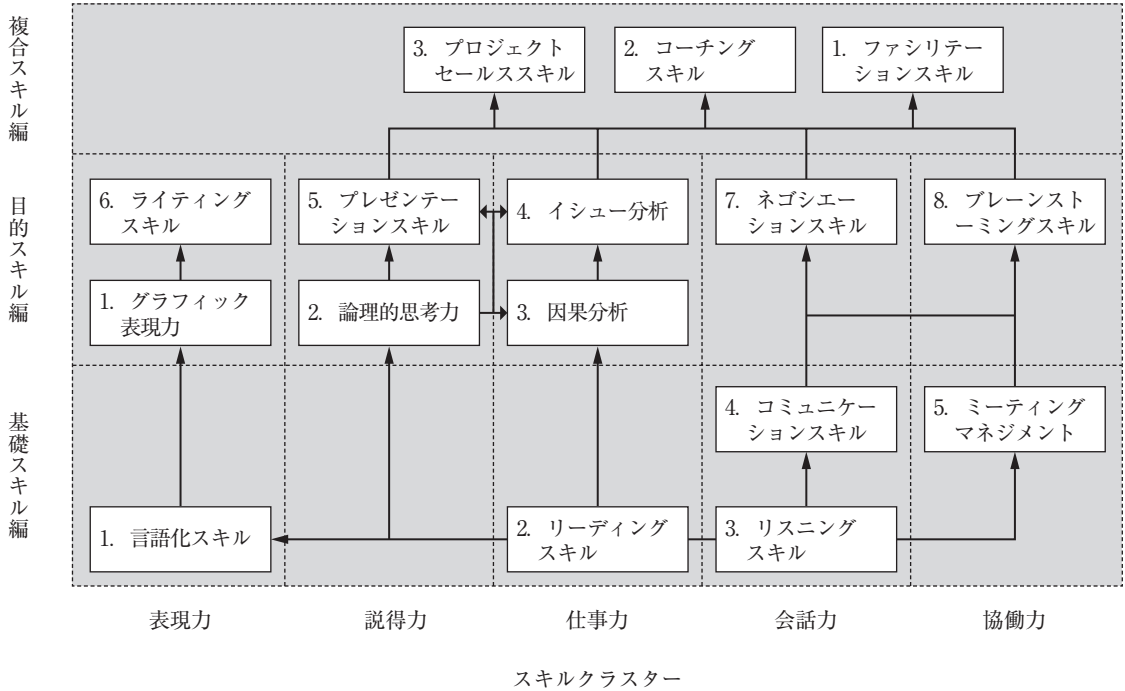 複合スキル編
3. プロジェクト
セールススキル
2. コーチング
スキル
1. ファシリテー
ションスキル
目的スキル編
6. ライティング
スキル
5. プレゼンテー
ションスキル
4. イシュー分析
7. ネゴシエー
ションスキル
8. ブレーンスト
ーミングスキル
1. グラフィック
表現力
2. 論理的思考力
3. 因果分析
基礎スキル編
4. コミュニケー
ションスキル
5. ミーティング
マネジメント
1. 言語化スキル
2. リーディング
スキル
3. リスニング
スキル
表現力
説得力
仕事力
会話力
協働力
スキルクラスター